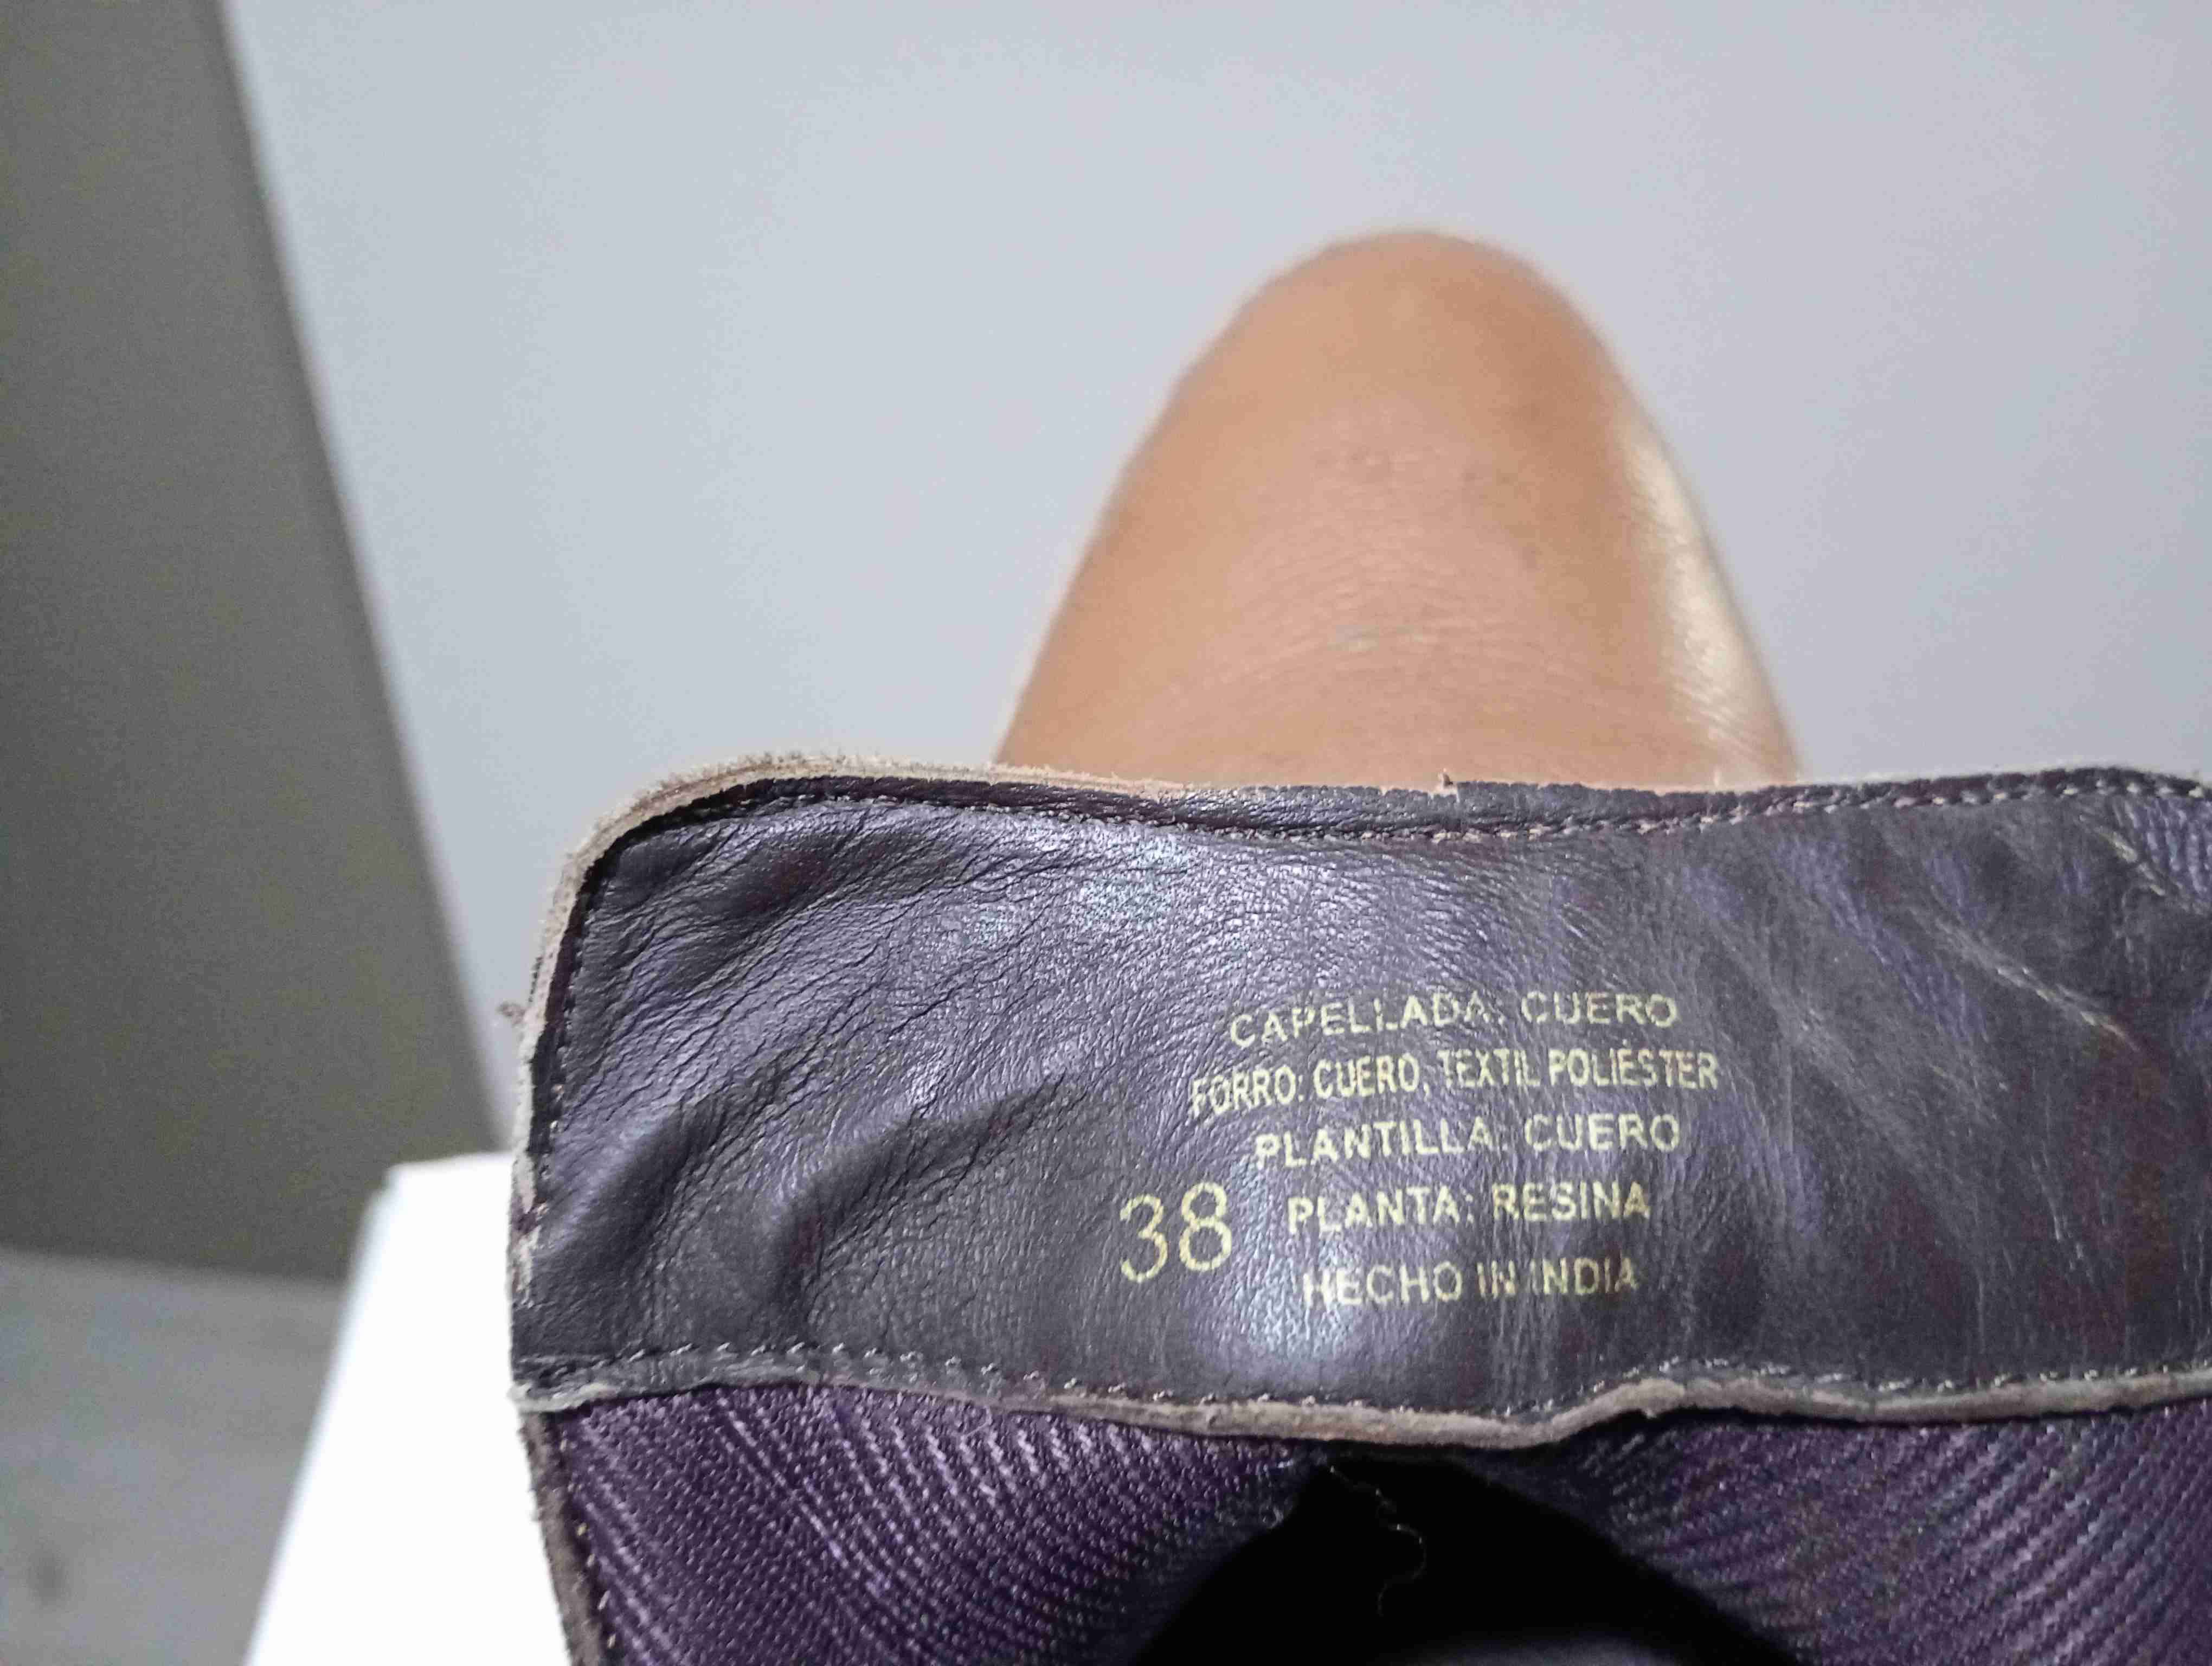 CAPELLADA: CUERO
FORRO: CUERO, TEXTIL POLIÉSTER
PLANTILLA: CUERO
38 PLANTA: RESINA
HECHO IN INDIA